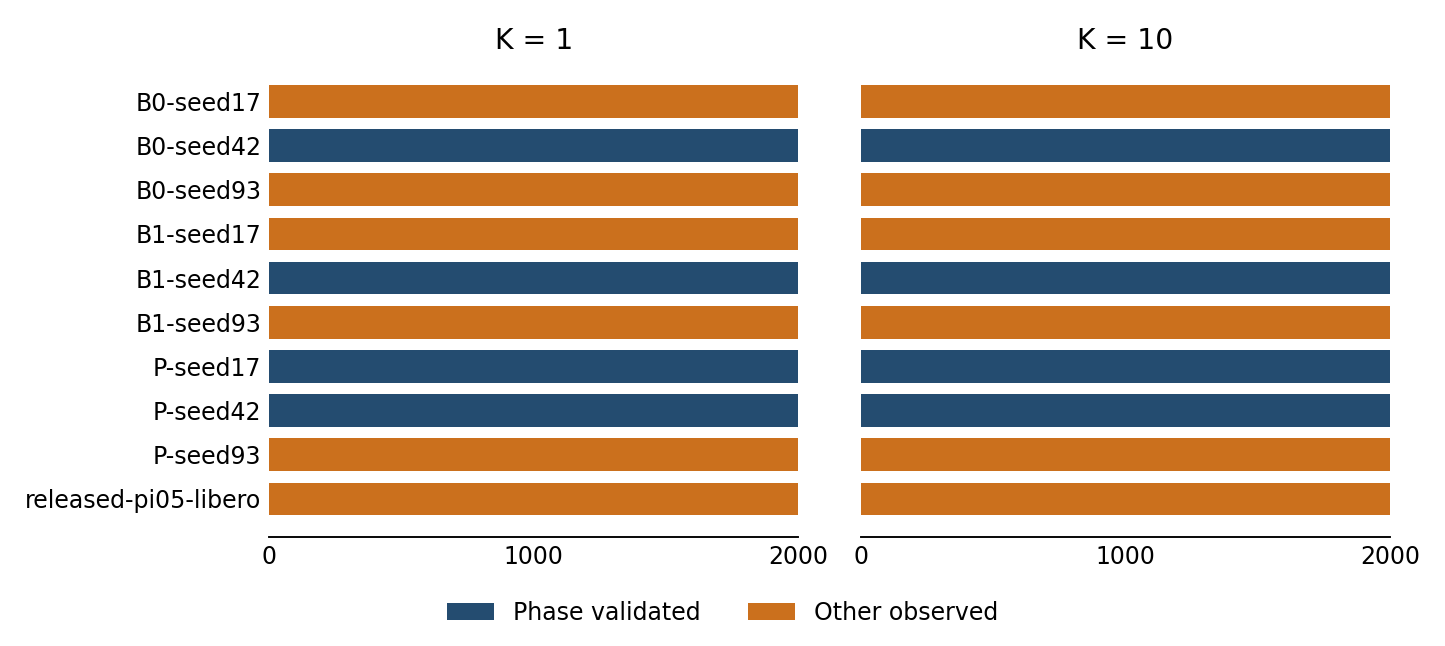 K = 1
K = 10
B0-seed17
B0-seed42
B0-seed93
B1-seed17
B1-seed42
B1-seed93
P-seed17
P-seed42
P-seed93
released-pi05-libero
0 1000 2000 0 1000 2000
Phase validated Other observed